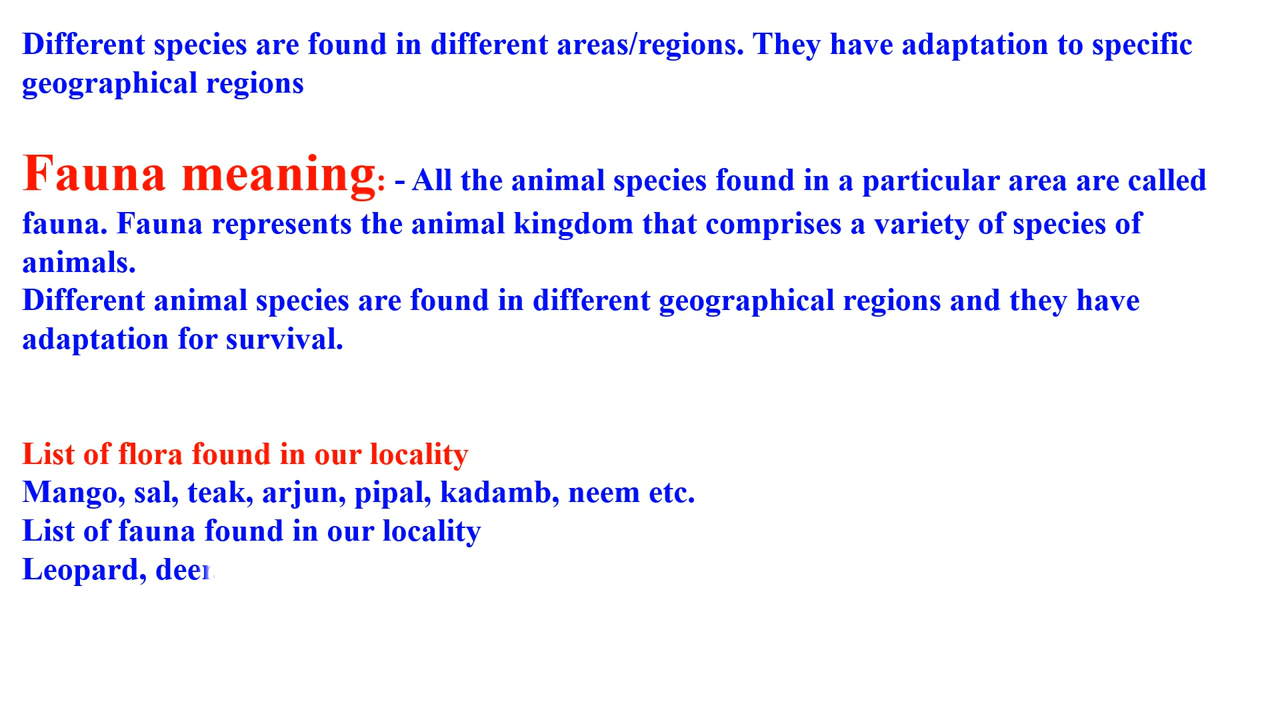 Different species are found in different areas/regions. They have adaptation to specific
geographical regions
Fauna meaning: - All the animal species found in a particular area are called
fauna. Fauna represents the animal kingdom that comprises a variety of species of
animals.
Different animal species are found in different geographical regions and they have
adaptation for survival.
List of flora found in our locality
Mango, sal, teak, arjun, pipal, kadamb, neem etc.
List of fauna found in our locality
Leopard, deer